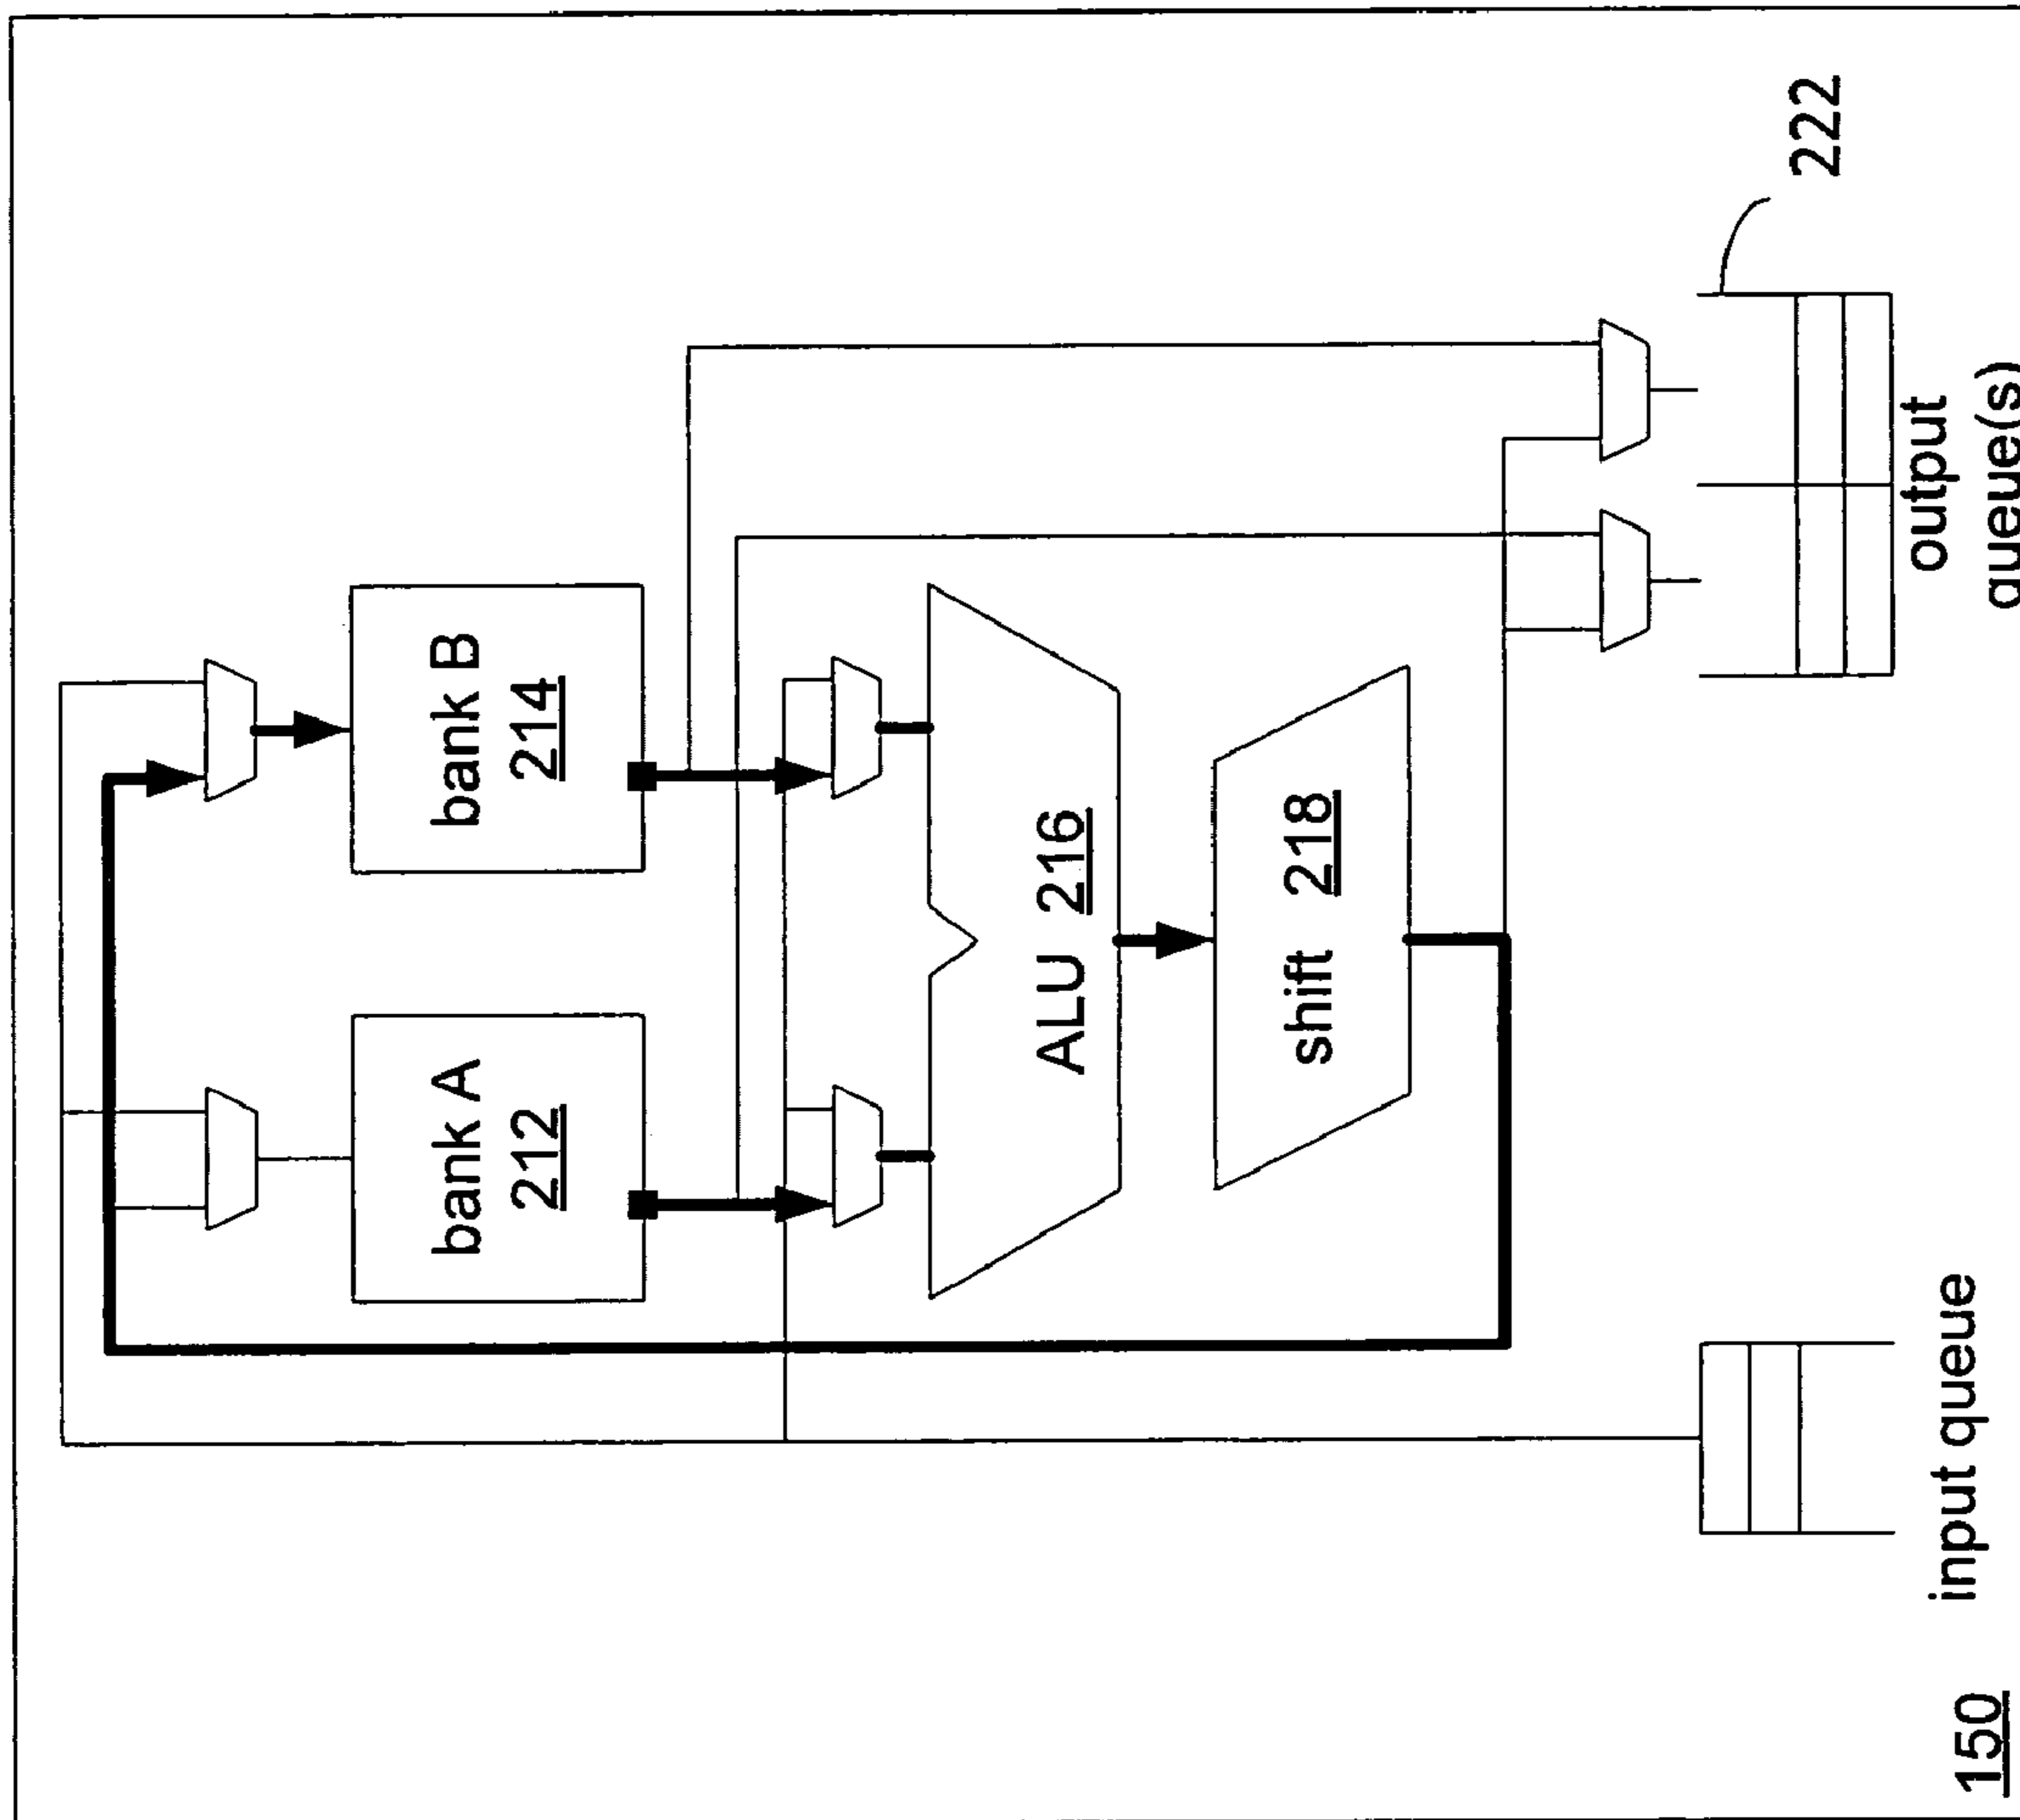 bank A
212
bank B
214
ALU 216
shift 218
222
150
input queue
output
queue(s)